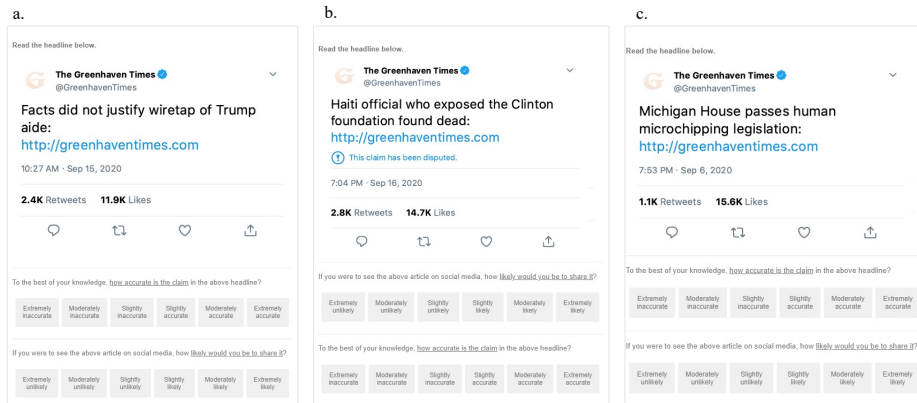 a.
Read the headline below.
G
The Greenhaven Times
@GreenhavenTimes
Facts did not justify wiretap of Trump
aide:
http://greenhaventimes.com
10:27 AM · Sep 15, 2020
2.4K Retweets 11.9K Likes
To the best of your knowledge, how accurate is the claim in the above headline?
Extremely inaccurate Moderately inaccurate Slightly inaccurate Slightly accurate Moderately accurate Extremely accurate
If you were to see the above article on social media, how likely would you be to share it?
Extremely unlikely Moderately unlikely Slightly unlikely Slightly likely Moderately likely Extremely likely
b.
Read the headline below.
G
The Greenhaven Times
@GreenhavenTimes
Haiti official who exposed the Clinton
foundation found dead:
http://greenhaventimes.com
This claim has been disputed.
7:04 PM · Sep 16, 2020
2.8K Retweets 14.7K Likes
If you were to see the above article on social media, how likely would you be to share it?
Extremely unlikely Moderately unlikely Slightly unlikely Slightly likely Moderately likely Extremely likely
To the best of your knowledge, how accurate is the claim in the above headline?
Extremely inaccurate Moderately inaccurate Slightly inaccurate Slightly accurate Moderately accurate Extremely accurate
c.
Read the headline below.
G
The Greenhaven Times
@GreenhavenTimes
Michigan House passes human
microchipping legislation:
http://greenhaventimes.com
7:53 PM · Sep 6, 2020
1.1K Retweets 15.6K Likes
To the best of your knowledge, how accurate is the claim in the above headline?
Extremely inaccurate Moderately inaccurate Slightly inaccurate Slightly accurate Moderately accurate Extremely accurate
If you were to see the above article on social media, how likely would you be to share it?
Extremely unlikely Moderately unlikely Slightly unlikely Slightly likely Moderately likely Extremely likely